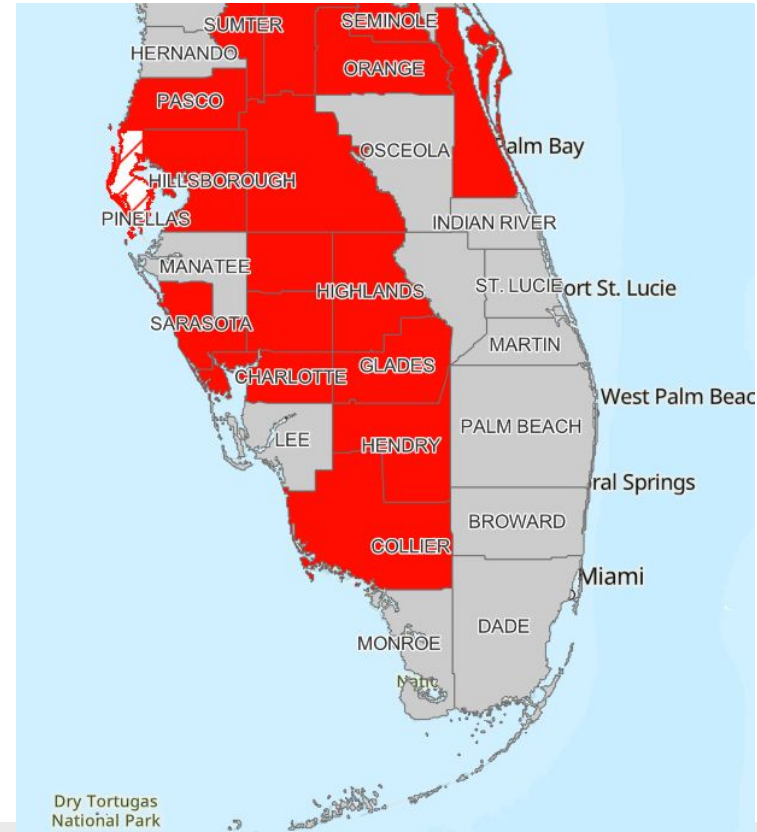 SUMTER
SEMINOLE
HERNANDO
ORANGE
PASCO
OSCEOLA
alm Bay
HILLSBOROUGH
PINELLAS
INDIAN RIVER
MANATEE
HIGHLANDS
ST. LUCIE
ort St. Lucie
SARASOTA
MARTIN
GLADES
CHARLOTTE
West Palm Beac
PALM BEACH
LEE
HENDRY
ral Springs
BROWARD
COLLIER
Miami
DADE
MONROE
Natic
Dry Tortugas
National Park